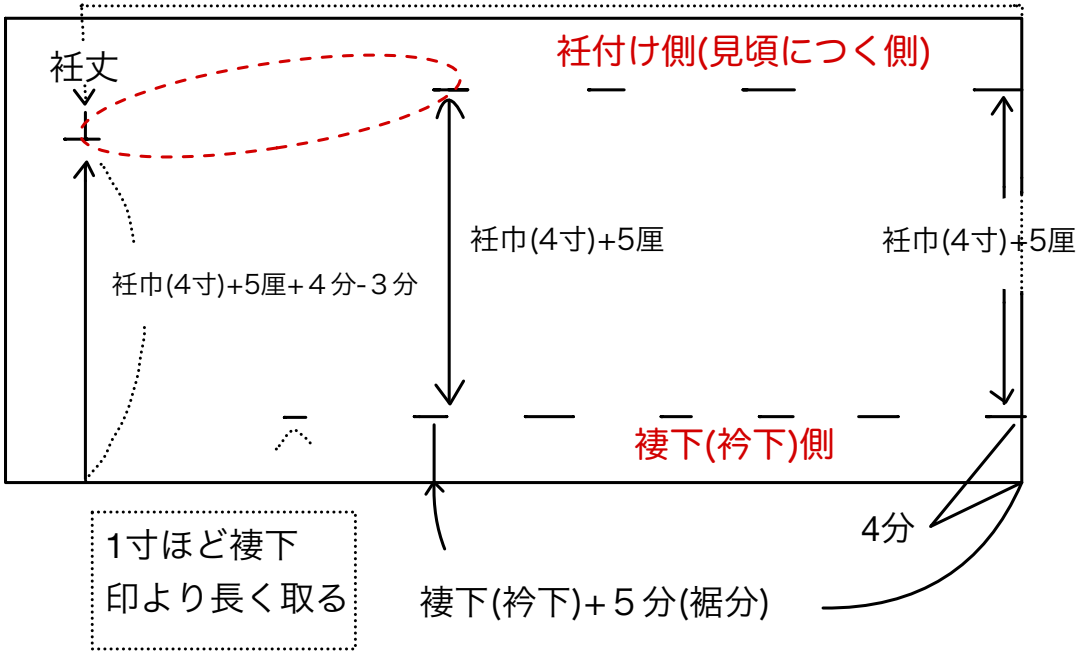 衽付け側(見頃につく側)
衽丈
衽巾(4寸)+5厘
衽巾(4寸)+5厘
衽巾(4寸)+5厘+４分-３分
褄下(衿下)側
4分
1寸ほど褄下
印より長く取る
褄下(衿下)+５分(裾分)